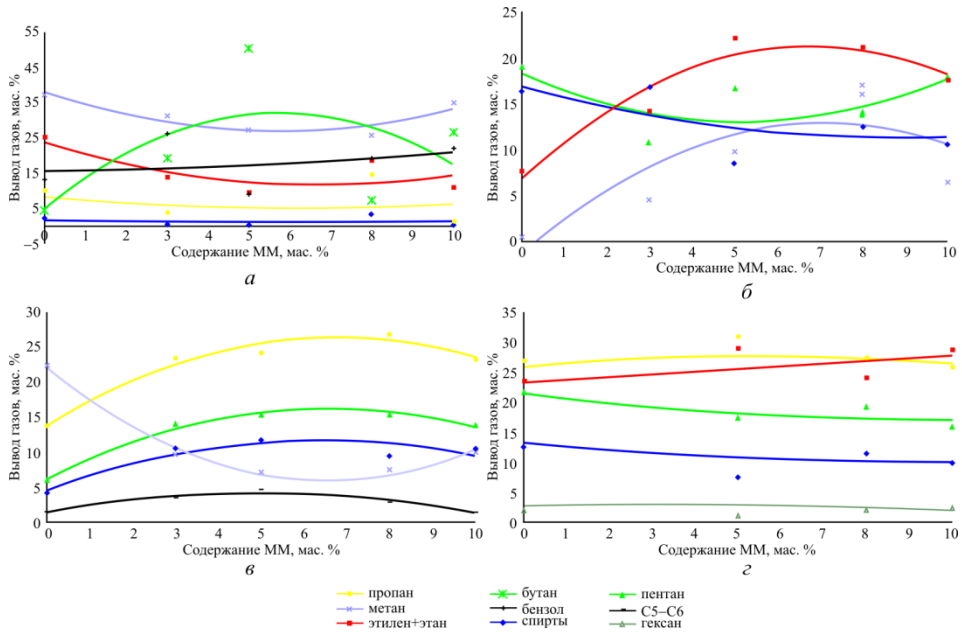 Вывод газов, мас. %
55
45
35
25
15
5
–5
0 1 2 3 4 5 6 7 8 9 10
Содержание ММ, мас. %
а
Вывод газов, мас. %
25
20
15
10
5
0
0 1 2 3 4 5 6 7 8 9 10
Содержание ММ, мас. %
б
Вывод газов, мас. %
30
25
20
15
10
5
0
0 1 2 3 4 5 6 7 8 9 10
Содержание ММ, мас. %
в
Вывод газов, мас. %
35
30
25
20
15
10
5
0
0 1 2 3 4 5 6 7 8 9 10
Содержание ММ, мас. %
г
пропан бутан пентан
метан бензол С5–С6
этилен+этан спирты гексан